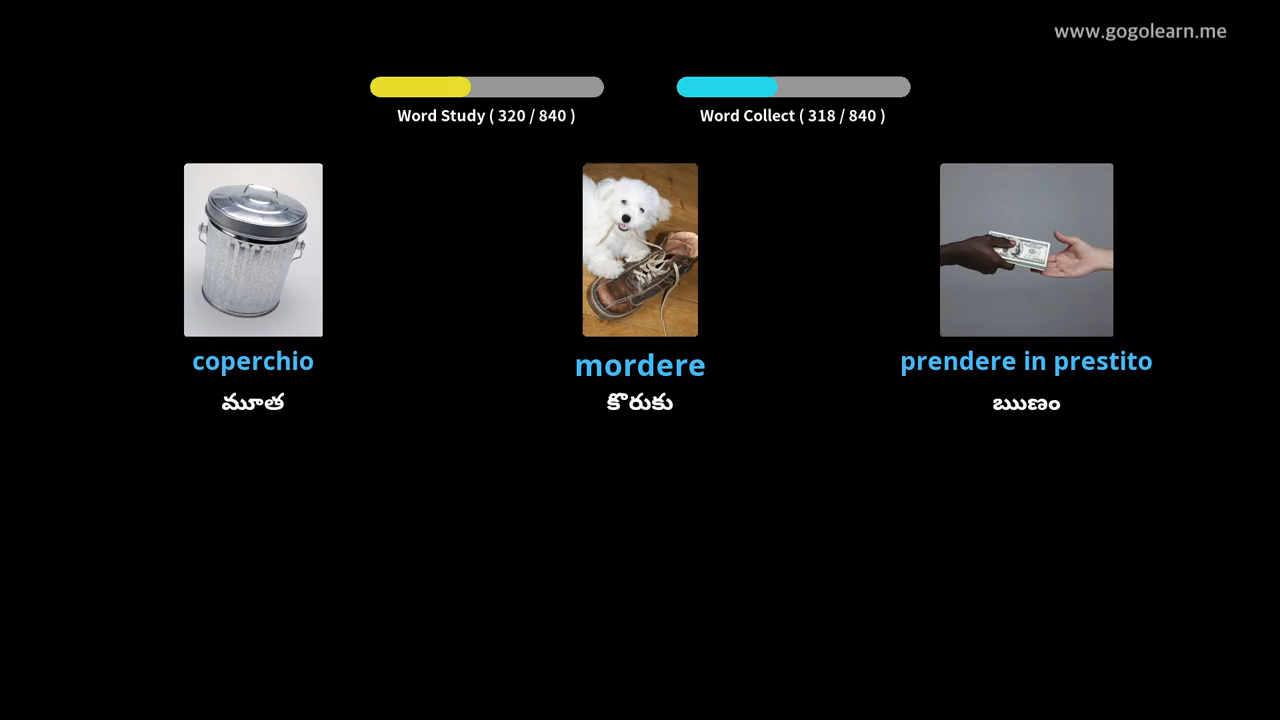 www.gogolearn.me
Word Study ( 320 / 840 )
Word Collect ( 318 / 840 )
coperchio
mordere
prendere in prestito
మూత
కొరుకు
ఋణం